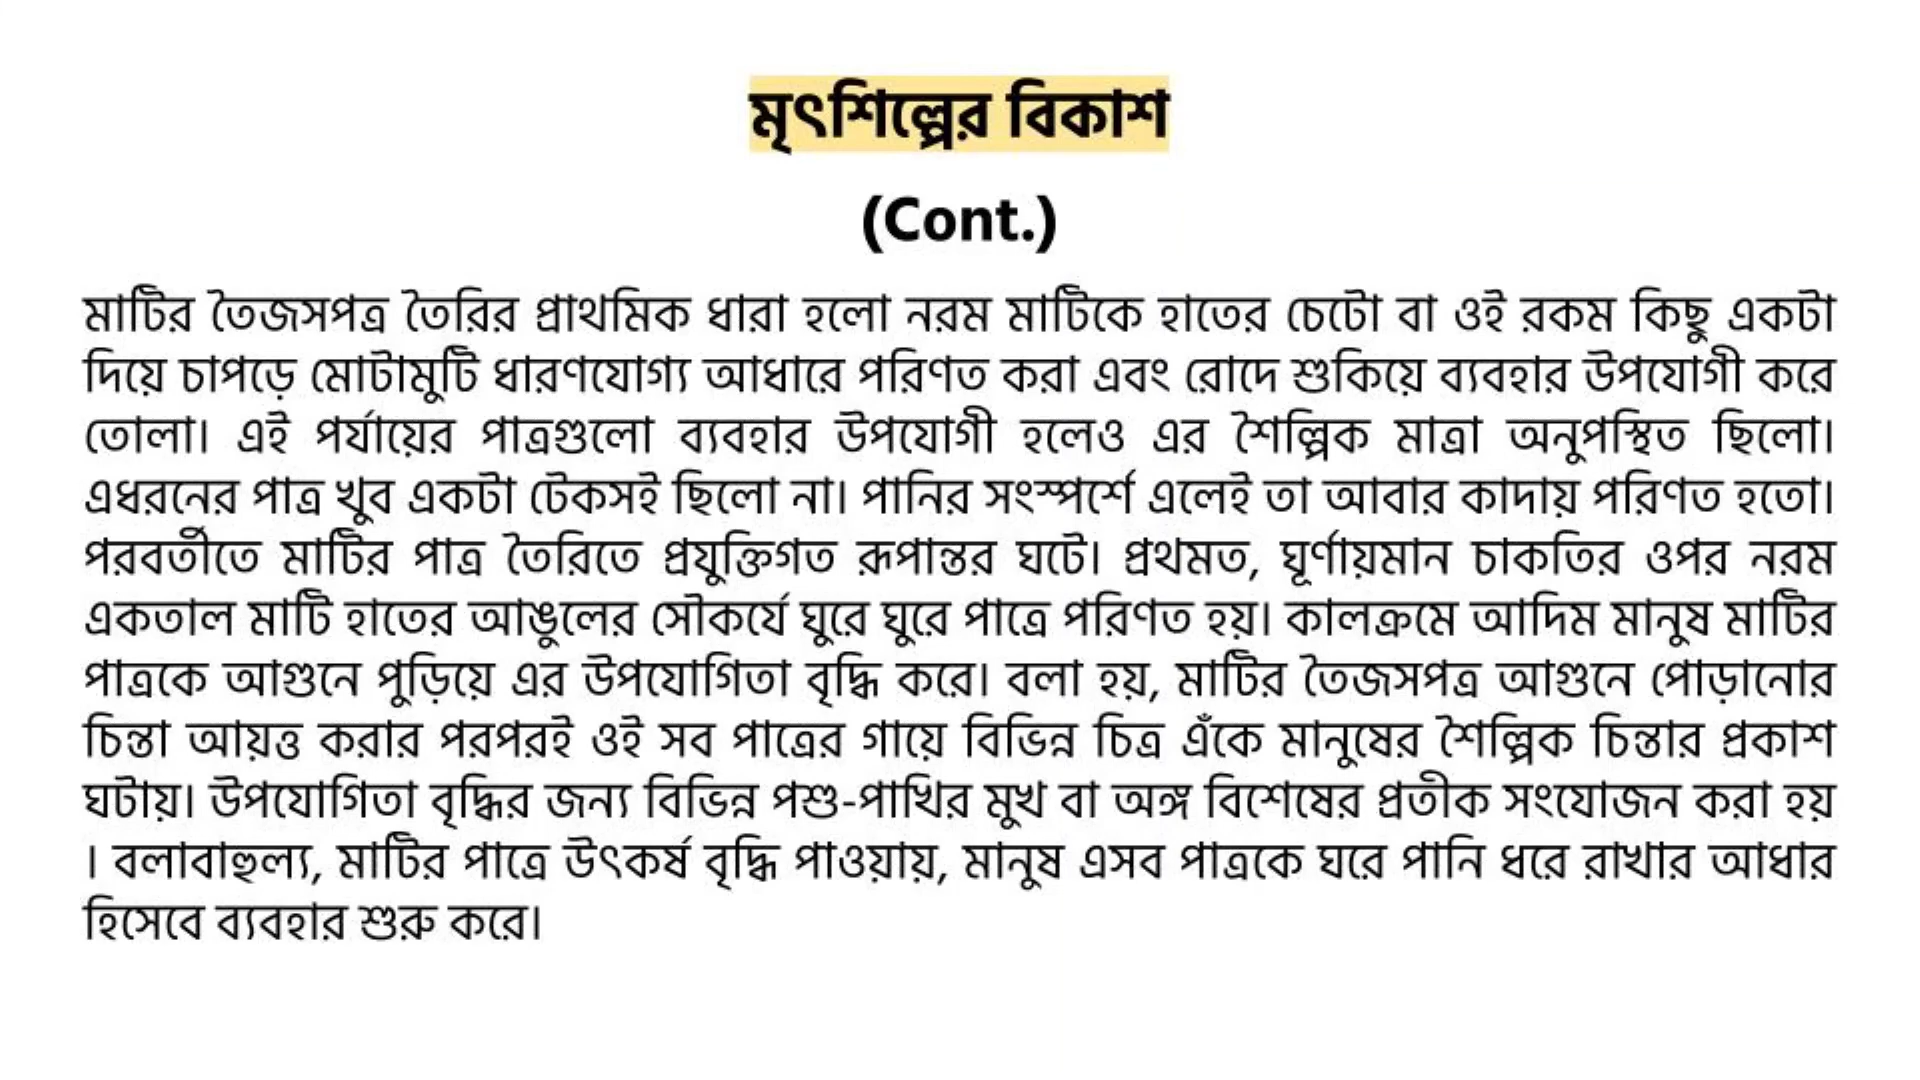 মৃৎশিল্পের বিকাশ
(Cont.)
মাটির তৈজসপত্র তৈরির প্রাথমিক ধারা হলো নরম মাটিকে হাতের চেটো বা ওই রকম কিছু একটা
দিয়ে চাপড়ে মোটামুটি ধারণযোগ্য আধারে পরিণত করা এবং রোদে শুকিয়ে ব্যবহার উপযোগী করে
তোলা। এই পর্যায়ের পাত্রগুলো ব্যবহার উপযোগী হলেও এর শৈল্পিক মাত্রা অনুপস্থিত ছিলো।
এধরনের পাত্র খুব একটা টেকসই ছিলো না। পানির সংস্পর্শে এলেই তা আবার কাদায় পরিণত হতো।
পরবর্তীতে মাটির পাত্র তৈরিতে প্রযুক্তিগত রূপান্তর ঘটে। প্রথমত, ঘূর্ণায়মান চাকতির ওপর নরম
একতাল মাটি হাতের আঙুলের সৌকর্যে ঘুরে ঘুরে পাত্রে পরিণত হয়। কালক্রমে আদিম মানুষ মাটির
পাত্রকে আগুনে পুড়িয়ে এর উপযোগিতা বৃদ্ধি করে। বলা হয়, মাটির তৈজসপত্র আগুনে পোড়ানোর
চিন্তা আয়ত্ত করার পরপরই ওই সব পাত্রের গায়ে বিভিন্ন চিত্র এঁকে মানুষের শৈল্পিক চিন্তার প্রকাশ
ঘটায়। উপযোগিতা বৃদ্ধির জন্য বিভিন্ন পশু-পাখির মুখ বা অঙ্গ বিশেষের প্রতীক সংযোজন করা হয়
। বলাবাহুল্য, মাটির পাত্রে উৎকর্ষ বৃদ্ধি পাওয়ায়, মানুষ এসব পাত্রকে ঘরে পানি ধরে রাখার আধার
হিসেবে ব্যবহার শুরু করে।